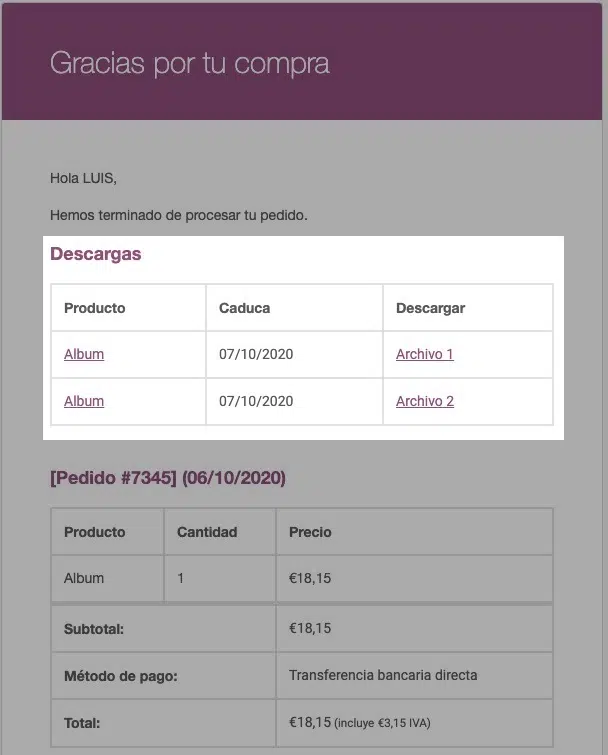 Gracias por tu compra
Hola LUIS,
Hemos terminado de procesar tu pedido.
Descargas
Producto Caduca Descargar
Album 07/10/2020 Archivo 1
Album 07/10/2020 Archivo 2
[Pedido #7345] (06/10/2020)
Producto Cantidad Precio
Album 1 €18,15
Subtotal: €18,15
Método de pago: Transferencia bancaria directa
Total: €18,15 (incluye €3,15 IVA)